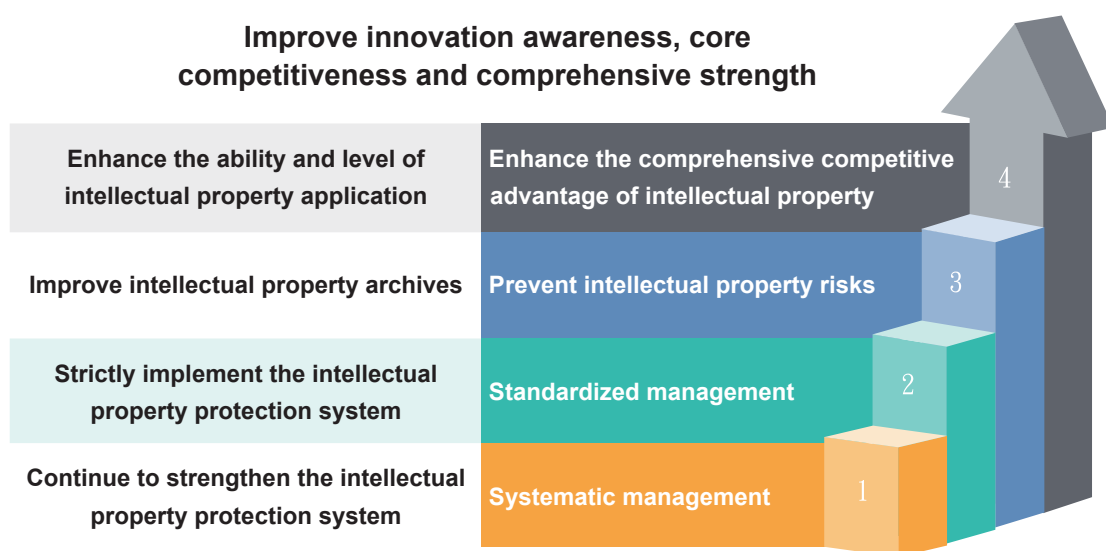 Improve innovation awareness, core
competitiveness and comprehensive strength
Enhance the ability and level of
intellectual property application
Enhance the comprehensive competitive
advantage of intellectual property
4
Improve intellectual property archives
Prevent intellectual property risks
3
Strictly implement the intellectual
property protection system
Standardized management
2
Continue to strengthen the intellectual
property protection system
Systematic management
1